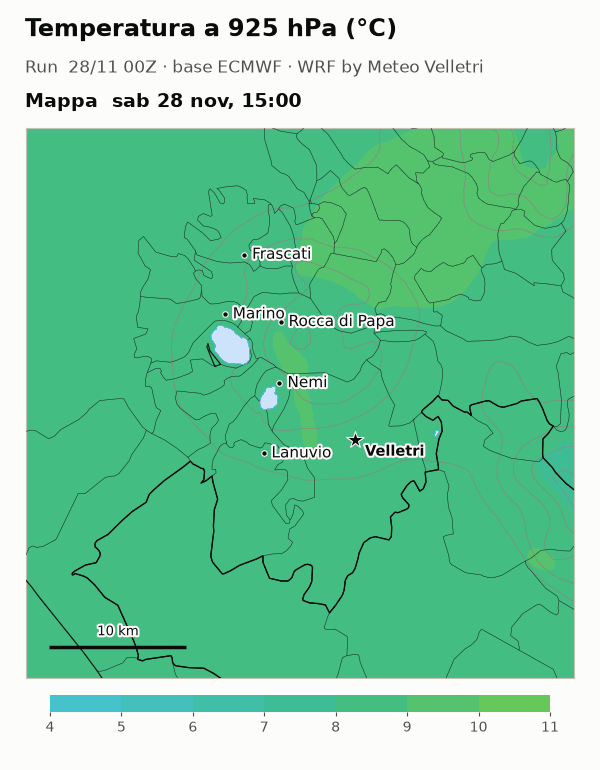 Temperatura a 925 hPa (°C)
Run  28/11 00Z · base ECMWF · WRF by Meteo Velletri
Mappa  sab 28 nov, 15:00
Frascati
Marino
Rocca di Papa
Nemi
Velletri
Lanuvio
10 km
4 5 6 7 8 9 10 11